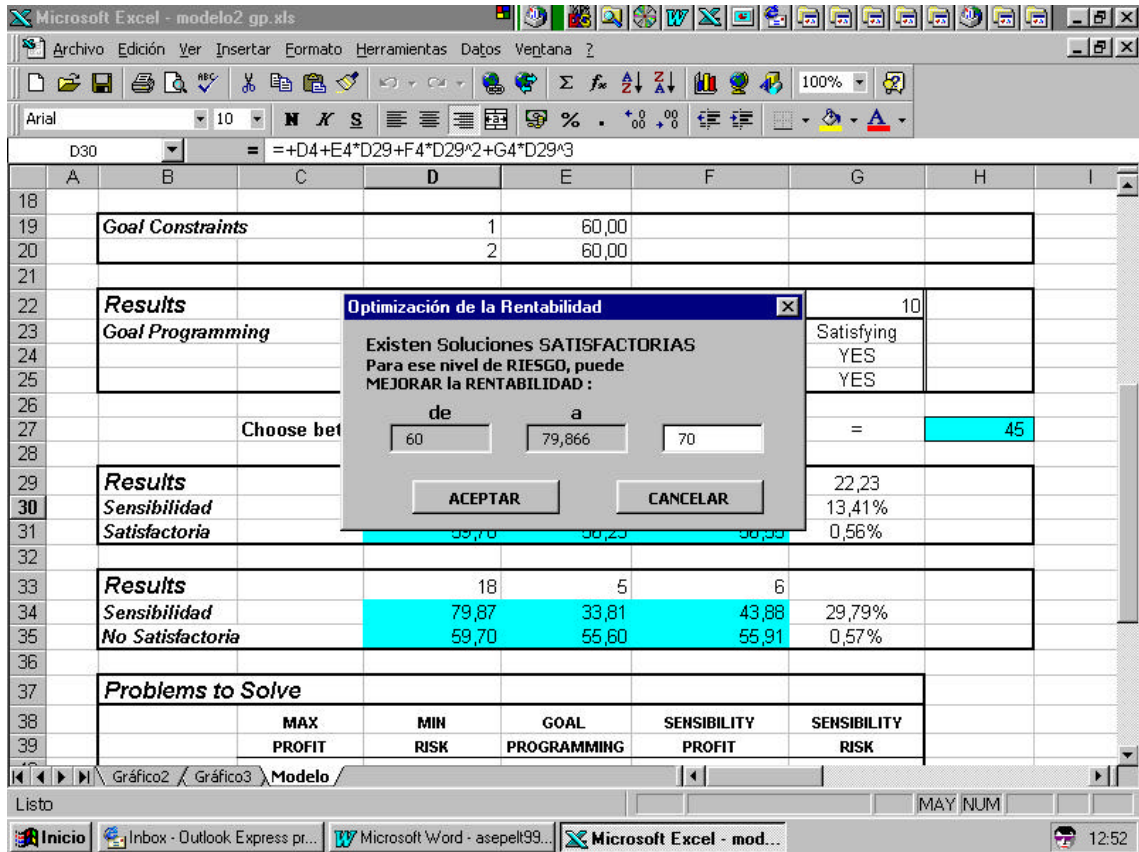 Microsoft Excel - modelo2 gp.xls
Archivo Edición Ver Insertar Formato Herramientas Datos Ventana ?
100%
Arial 10 N K S
D30 = =+D4+E4*D29+F4*D29^2+G4*D29^3
A B C D E F G H I
18
19 Goal Constraints 1 60,00
20 2 60,00
21
22 Results 10
23 Goal Programming Satisfying
24 YES
25 YES
26
27 Choose bet = 45
28
29 Results 22,23
30 Sensibilidad 13,41%
31 Satisfactoria 59,70 0,56%
32
33 Results 18 5 6
34 Sensibilidad 79,87 33,81 43,88 29,79%
35 No Satisfactoria 59,70 55,60 55,91 0,57%
36
37 Problems to Solve
38 MAX MIN GOAL SENSIBILITY SENSIBILITY
39 PROFIT RISK PROGRAMMING PROFIT RISK
Optimización de la Rentabilidad
Existen Soluciones SATISFACTORIAS
Para ese nivel de RIESGO, puede
MEJORAR la RENTABILIDAD :
de a
60 79,866 70
ACEPTAR CANCELAR
Gráfico2 Gráfico3 Modelo
Listo MAY NUM
Inicio Inbox - Outlook Express pr... Microsoft Word - asepelt99... Microsoft Excel - mod... 12:52